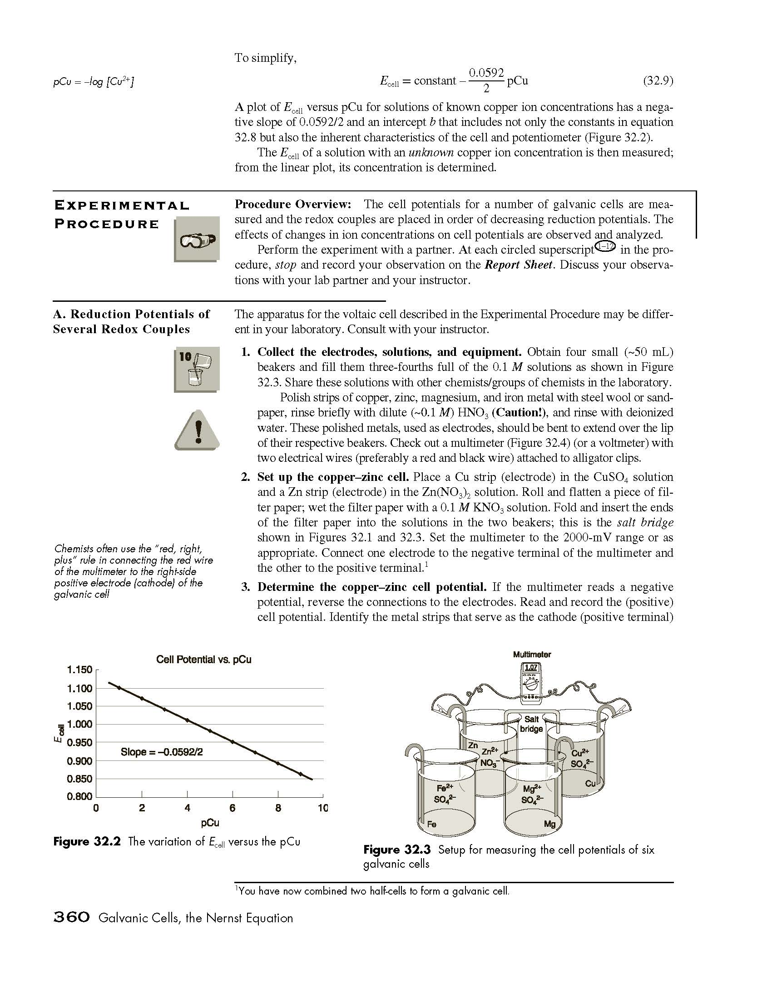 To simplify,
pCu = –log [Cu²⁺]
E_cell = constant – 0.0592/2 pCu (32.9)
A plot of E_cell versus pCu for solutions of known copper ion concentrations has a nega-
tive slope of 0.0592/2 and an intercept b that includes not only the constants in equation
32.8 but also the inherent characteristics of the cell and potentiometer (Figure 32.2).
The E_cell of a solution with an unknown copper ion concentration is then measured;
from the linear plot, its concentration is determined.
EXPERIMENTAL
PROCEDURE
Procedure Overview: The cell potentials for a number of galvanic cells are mea-
sured and the redox couples are placed in order of decreasing reduction potentials. The
effects of changes in ion concentrations on cell potentials are observed and analyzed.
Perform the experiment with a partner. At each circled superscript 1–12 in the pro-
cedure, stop and record your observation on the Report Sheet. Discuss your observa-
tions with your lab partner and your instructor.
A. Reduction Potentials of
Several Redox Couples
The apparatus for the voltaic cell described in the Experimental Procedure may be differ-
ent in your laboratory. Consult with your instructor.
10
1. Collect the electrodes, solutions, and equipment. Obtain four small (~50 mL)
beakers and fill them three-fourths full of the 0.1 M solutions as shown in Figure
32.3. Share these solutions with other chemists/groups of chemists in the laboratory.
Polish strips of copper, zinc, magnesium, and iron metal with steel wool or sand-
paper, rinse briefly with dilute (~0.1 M) HNO₃ (Caution!), and rinse with deionized
water. These polished metals, used as electrodes, should be bent to extend over the lip
of their respective beakers. Check out a multimeter (Figure 32.4) (or a voltmeter) with
two electrical wires (preferably a red and black wire) attached to alligator clips.
!
2. Set up the copper–zinc cell. Place a Cu strip (electrode) in the CuSO₄ solution
and a Zn strip (electrode) in the Zn(NO₃)₂ solution. Roll and flatten a piece of fil-
ter paper; wet the filter paper with a 0.1 M KNO₃ solution. Fold and insert the ends
of the filter paper into the solutions in the two beakers; this is the salt bridge
shown in Figures 32.1 and 32.3. Set the multimeter to the 2000-mV range or as
appropriate. Connect one electrode to the negative terminal of the multimeter and
the other to the positive terminal.¹
Chemists often use the "red, right,
plus" rule in connecting the red wire
of the multimeter to the right-side
positive electrode (cathode) of the
galvanic cell
3. Determine the copper–zinc cell potential. If the multimeter reads a negative
potential, reverse the connections to the electrodes. Read and record the (positive)
cell potential. Identify the metal strips that serve as the cathode (positive terminal)
Cell Potential vs. pCu
1.150
1.100
1.050
1.000
0.950
0.900
0.850
0.800
E_cell
Slope = –0.0592/2
0 2 4 6 8 10
pCu
Figure 32.2 The variation of E_cell versus the pCu
Multimeter
1.07
Salt
bridge
Zn
Zn²⁺
NO₃⁻
Cu²⁺
SO₄²⁻
Cu
Fe²⁺
SO₄²⁻
Fe
Mg²⁺
SO₄²⁻
Mg
Figure 32.3 Setup for measuring the cell potentials of six
galvanic cells
¹You have now combined two half-cells to form a galvanic cell.
360 Galvanic Cells, the Nernst Equation